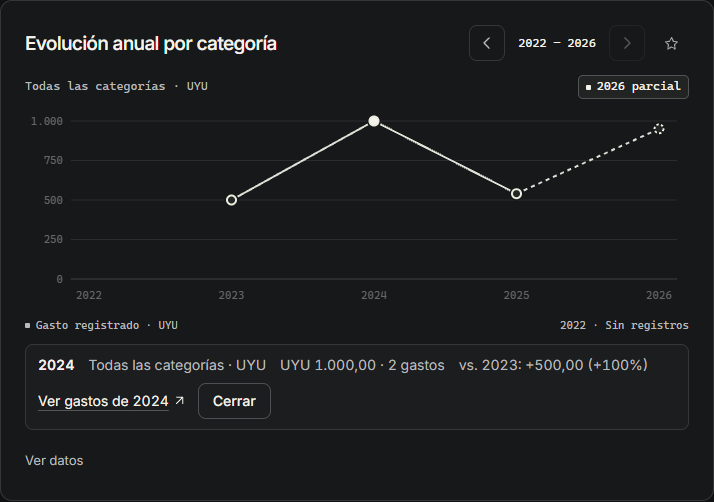 Evolución anual por categoría
2022 – 2026
Todas las categorías · UYU
2026 parcial
1.000
750
500
250
0
2022 2023 2024 2025 2026
Gasto registrado · UYU
2022 · Sin registros
2024 Todas las categorías · UYU UYU 1.000,00 · 2 gastos vs. 2023: +500,00 (+100%)
Ver gastos de 2024 ↗ Cerrar
Ver datos